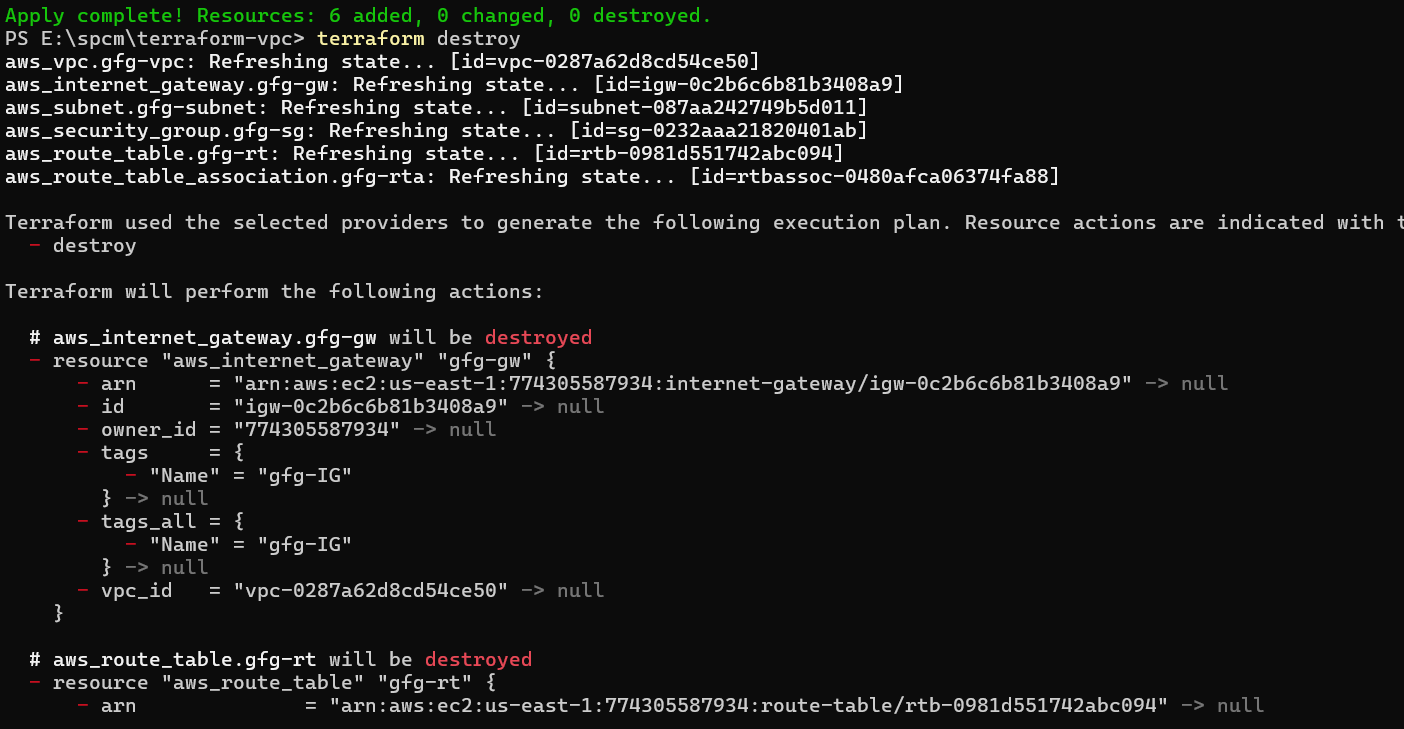 Apply complete! Resources: 6 added, 0 changed, 0 destroyed.
PS E:\spcm\terraform-vpc> terraform destroy
aws_vpc.gfg-vpc: Refreshing state... [id=vpc-0287a62d8cd54ce50]
aws_internet_gateway.gfg-gw: Refreshing state... [id=igw-0c2b6c6b81b3408a9]
aws_subnet.gfg-subnet: Refreshing state... [id=subnet-087aa242749b5d011]
aws_security_group.gfg-sg: Refreshing state... [id=sg-0232aaa21820401ab]
aws_route_table.gfg-rt: Refreshing state... [id=rtb-0981d551742abc094]
aws_route_table_association.gfg-rta: Refreshing state... [id=rtbassoc-0480afca06374fa88]

Terraform used the selected providers to generate the following execution plan. Resource actions are indicated with t
  - destroy

Terraform will perform the following actions:

  # aws_internet_gateway.gfg-gw will be destroyed
  - resource "aws_internet_gateway" "gfg-gw" {
      - arn      = "arn:aws:ec2:us-east-1:774305587934:internet-gateway/igw-0c2b6c6b81b3408a9" -> null
      - id       = "igw-0c2b6c6b81b3408a9" -> null
      - owner_id = "774305587934" -> null
      - tags     = {
          - "Name" = "gfg-IG"
        } -> null
      - tags_all = {
          - "Name" = "gfg-IG"
        } -> null
      - vpc_id   = "vpc-0287a62d8cd54ce50" -> null
    }

  # aws_route_table.gfg-rt will be destroyed
  - resource "aws_route_table" "gfg-rt" {
      - arn              = "arn:aws:ec2:us-east-1:774305587934:route-table/rtb-0981d551742abc094" -> null